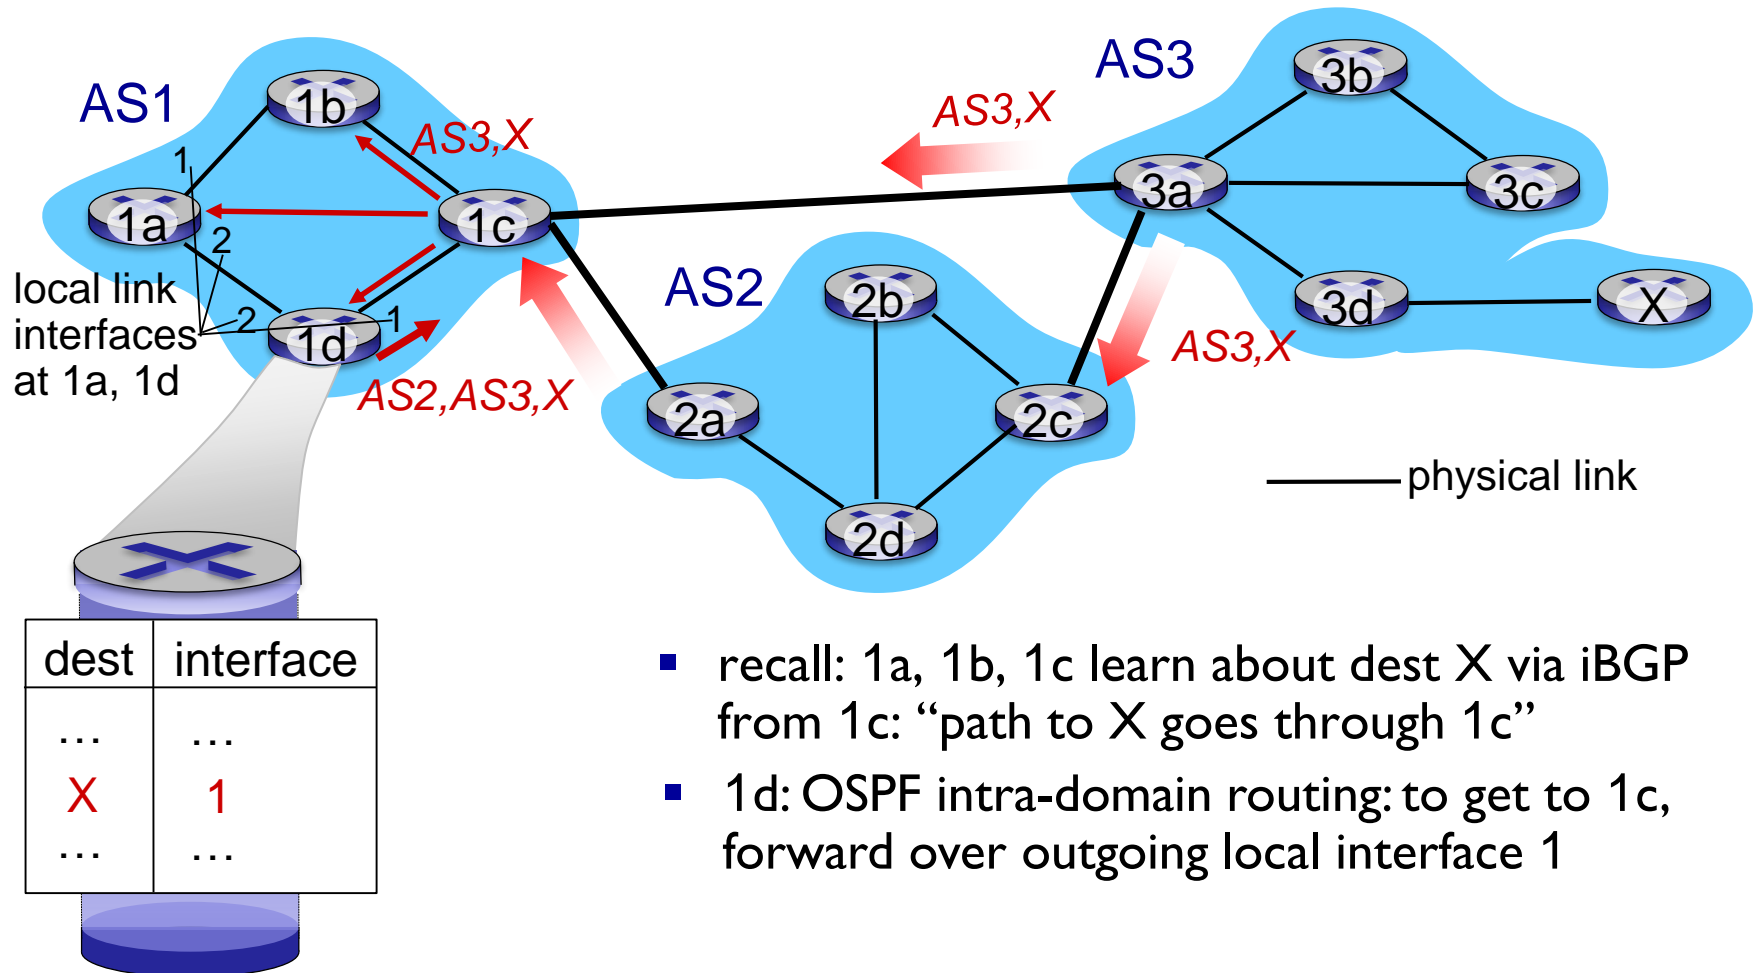 AS1
AS3
1b
3b
AS3,X
AS3,X
1
1a
1c
3a
3c
2
AS2
local link
interfaces
at 1a, 1d
2
1
1d
2b
3d
X
AS3,X
AS2,AS3,X
2a
2c
physical link
2d
dest interface
... ...
X 1
... ...
▪ recall: 1a, 1b, 1c learn about dest X via iBGP
from 1c: “path to X goes through 1c”
▪ 1d: OSPF intra-domain routing: to get to 1c,
forward over outgoing local interface 1